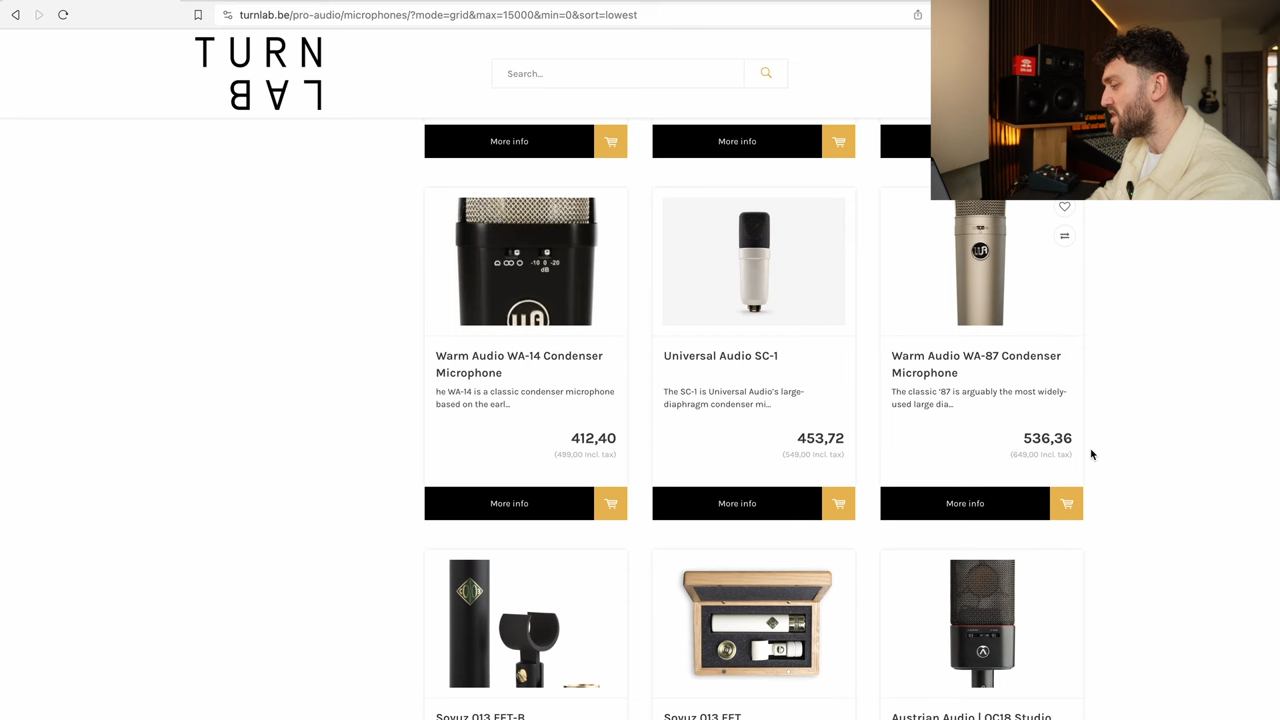 turnlab.be/pro-audio/microphones/?mode=grid&max=15000&min=0&sort=lowest
TURN
LAB
Search...
More info
More info
-10 0 -20
dB
Warm Audio WA-14 Condenser
Microphone
he WA-14 is a classic condenser microphone
based on the earl...
412,40
(499,00 Incl. tax)
More info
Universal Audio SC-1
The SC-1 is Universal Audio's large-
diaphragm condenser mi...
453,72
(549,00 Incl. tax)
More info
Warm Audio WA-87 Condenser
Microphone
The classic '87 is arguably the most widely-
used large dia...
536,36
(649,00 Incl. tax)
More info
Soyuz 013 FET-B
Soyuz 013 FET
Austrian Audio | OC18 Studio